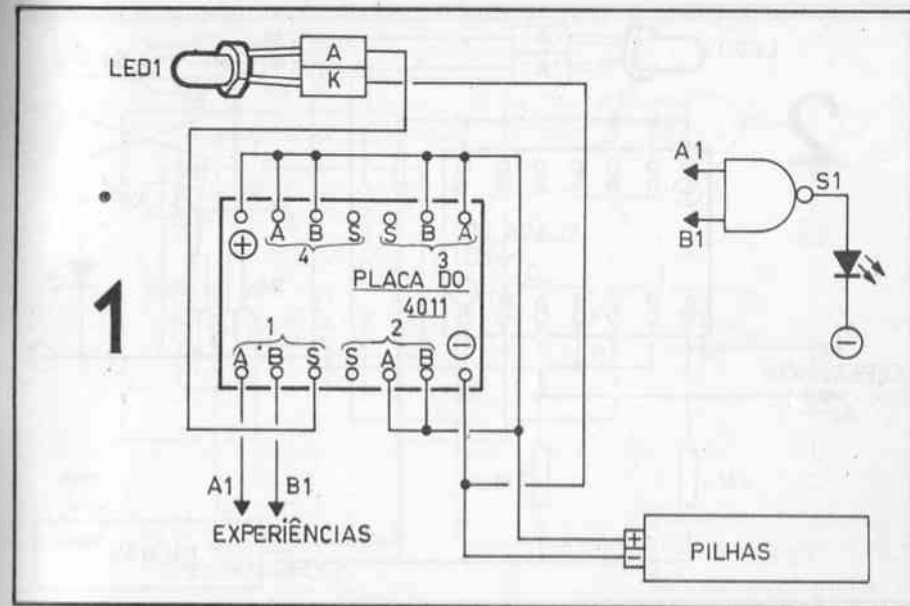 LED1
A
K
A1
B1
S1
+
A B S S B A
4
3
PLACA DO
4011
1
1
2
−
A B S S A B
A1 B1
EXPERIÊNCIAS
+
−
PILHAS
−